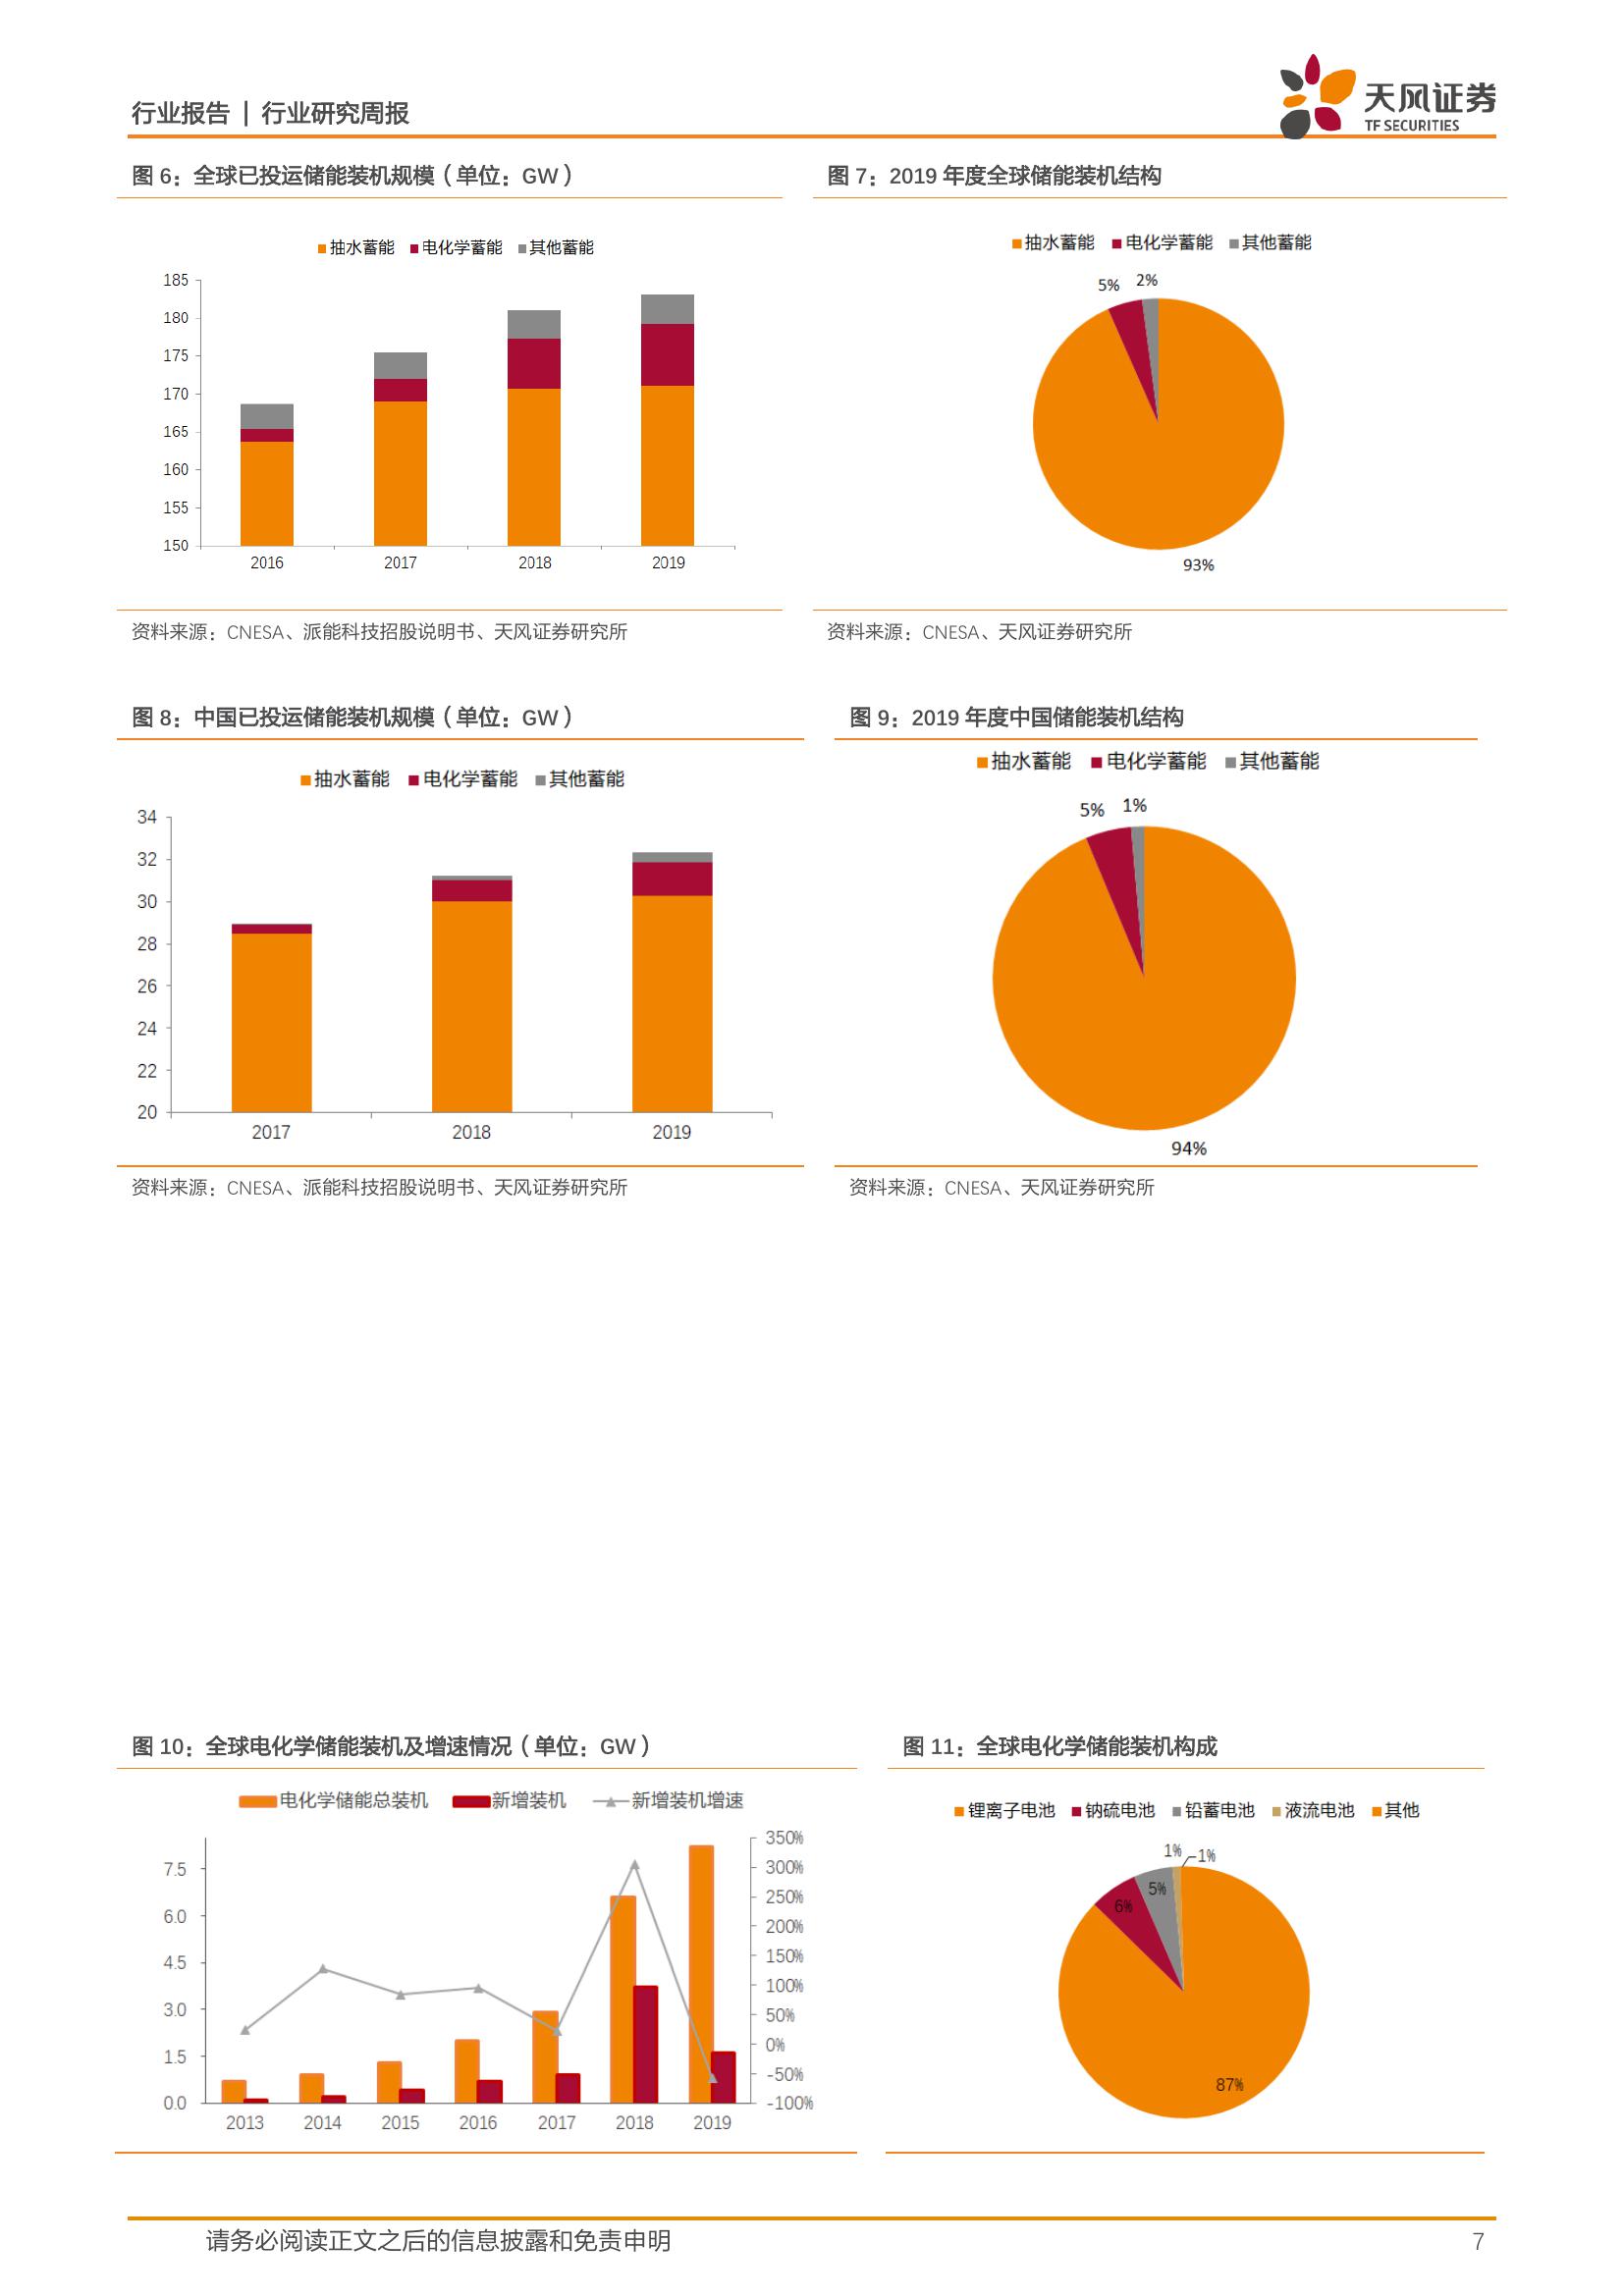 行业报告 | 行业研究周报
天风证券
TF SECURITIES
图 6：全球已投运储能装机规模（单位：GW）
抽水蓄能 电化学蓄能 其他蓄能
185
180
175
170
165
160
155
150
2016 2017 2018 2019
资料来源：CNESA、派能科技招股说明书、天风证券研究所
图 7：2019 年度全球储能装机结构
抽水蓄能 电化学蓄能 其他蓄能
5% 2%
93%
资料来源：CNESA、天风证券研究所
图 8：中国已投运储能装机规模（单位：GW）
抽水蓄能 电化学蓄能 其他蓄能
34
32
30
28
26
24
22
20
2017 2018 2019
资料来源：CNESA、派能科技招股说明书、天风证券研究所
图 9：2019 年度中国储能装机结构
抽水蓄能 电化学蓄能 其他蓄能
5% 1%
94%
资料来源：CNESA、天风证券研究所
图 10：全球电化学储能装机及增速情况（单位：GW）
电化学储能总装机 新增装机 新增装机增速
7.5
6.0
4.5
3.0
1.5
0.0
350%
300%
250%
200%
150%
100%
50%
0%
-50%
-100%
2013 2014 2015 2016 2017 2018 2019
图 11：全球电化学储能装机构成
锂离子电池 钠硫电池 铅蓄电池 液流电池 其他
1% 1%
5%
6%
87%
请务必阅读正文之后的信息披露和免责申明
7